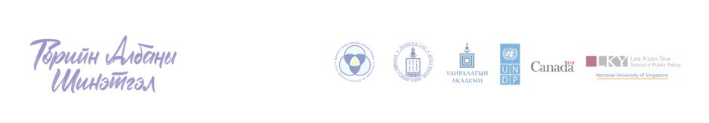 Төрийн Албаны
Шинэтгэл
УДИРДЛАГЫН
АКАДЕМИ
U N
D P
Canada
LKY
Lee Kuan Yew
School of Public Policy
National University of Singapore